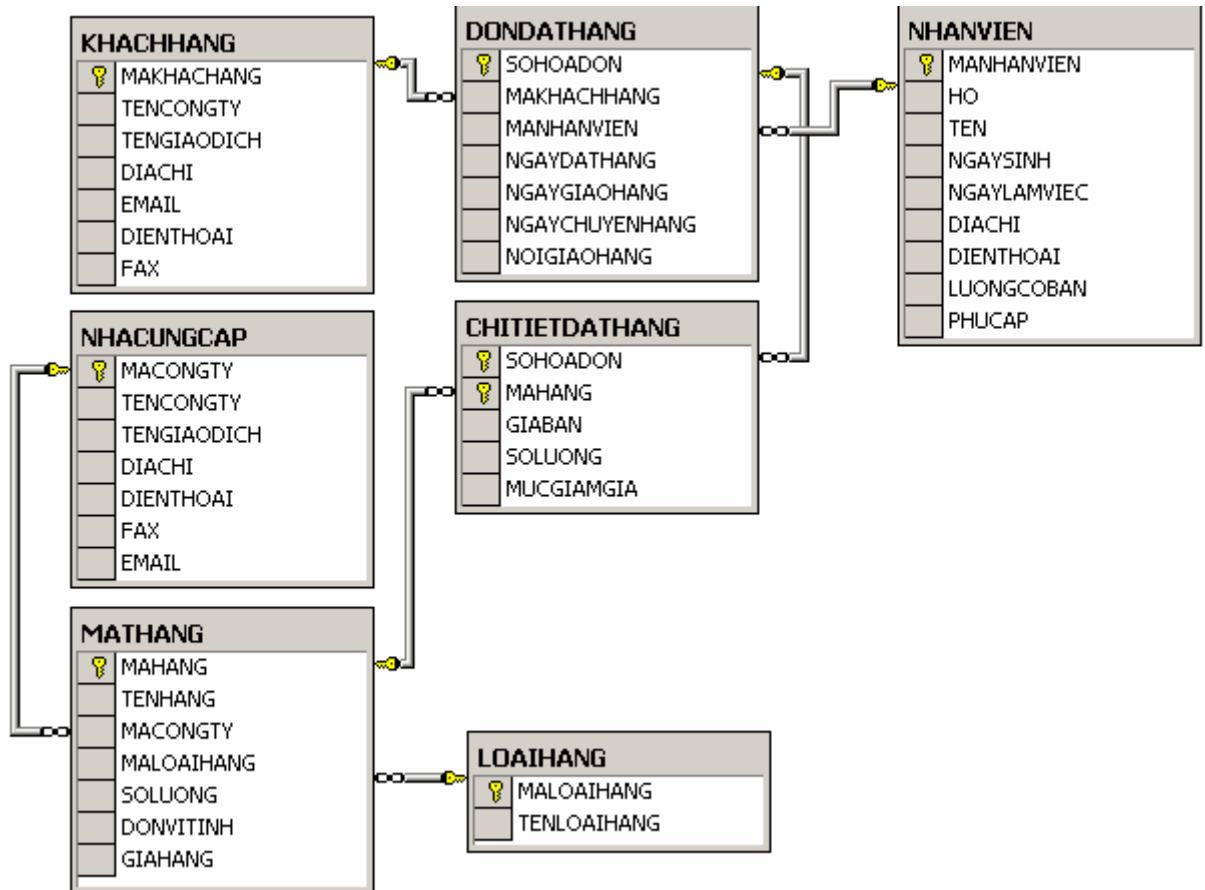 KHACHHANG
MAKHACHANG
TENCONGTY
TENGIAODICH
DIACHI
EMAIL
DIENTHOAI
FAX
DONDATHANG
SOHOADON
MAKHACHHANG
MANHANVIEN
NGAYDATHANG
NGAYGIAOHANG
NGAYCHUYENHANG
NOIGIAOHANG
NHANVIEN
MANHANVIEN
HO
TEN
NGAYSINH
NGAYLAMVIEC
DIACHI
DIENTHOAI
LUONGCOBAN
PHUCAP
NHACUNGCAP
MACONGTY
TENCONGTY
TENGIAODICH
DIACHI
DIENTHOAI
FAX
EMAIL
CHITIETDATHANG
SOHOADON
MAHANG
GIABAN
SOLUONG
MUCGIAMGIA
MATHANG
MAHANG
TENHANG
MACONGTY
MALOAIHANG
SOLUONG
DONVITINH
GIAHANG
LOAIHANG
MALOAIHANG
TENLOAIHANG